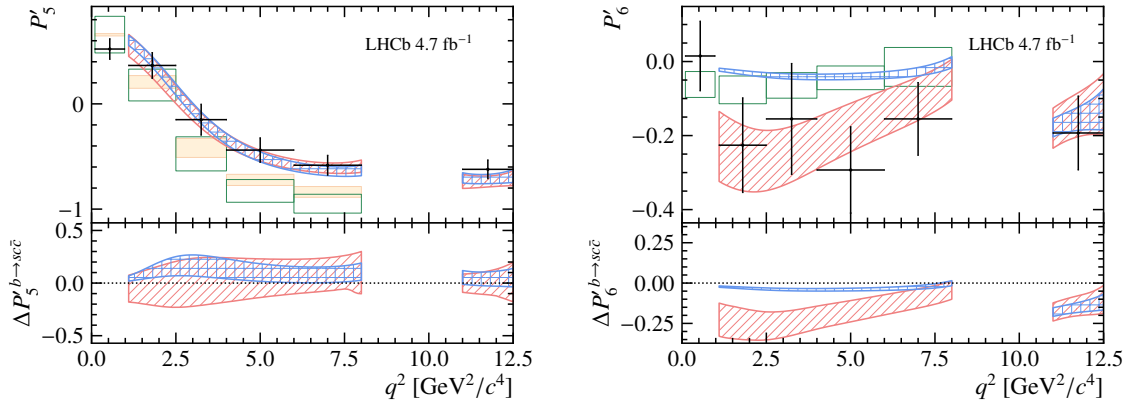 P′5
LHCb 4.7 fb−1
0
−1
ΔP′5 b→scc̄
0.5
0.0
−0.5
0.0 2.5 5.0 7.5 10.0 12.5
q2 [GeV2/c4]
P′6
LHCb 4.7 fb−1
0.0
−0.2
−0.4
ΔP′6 b→scc̄
0.25
0.00
−0.25
0.0 2.5 5.0 7.5 10.0 12.5
q2 [GeV2/c4]